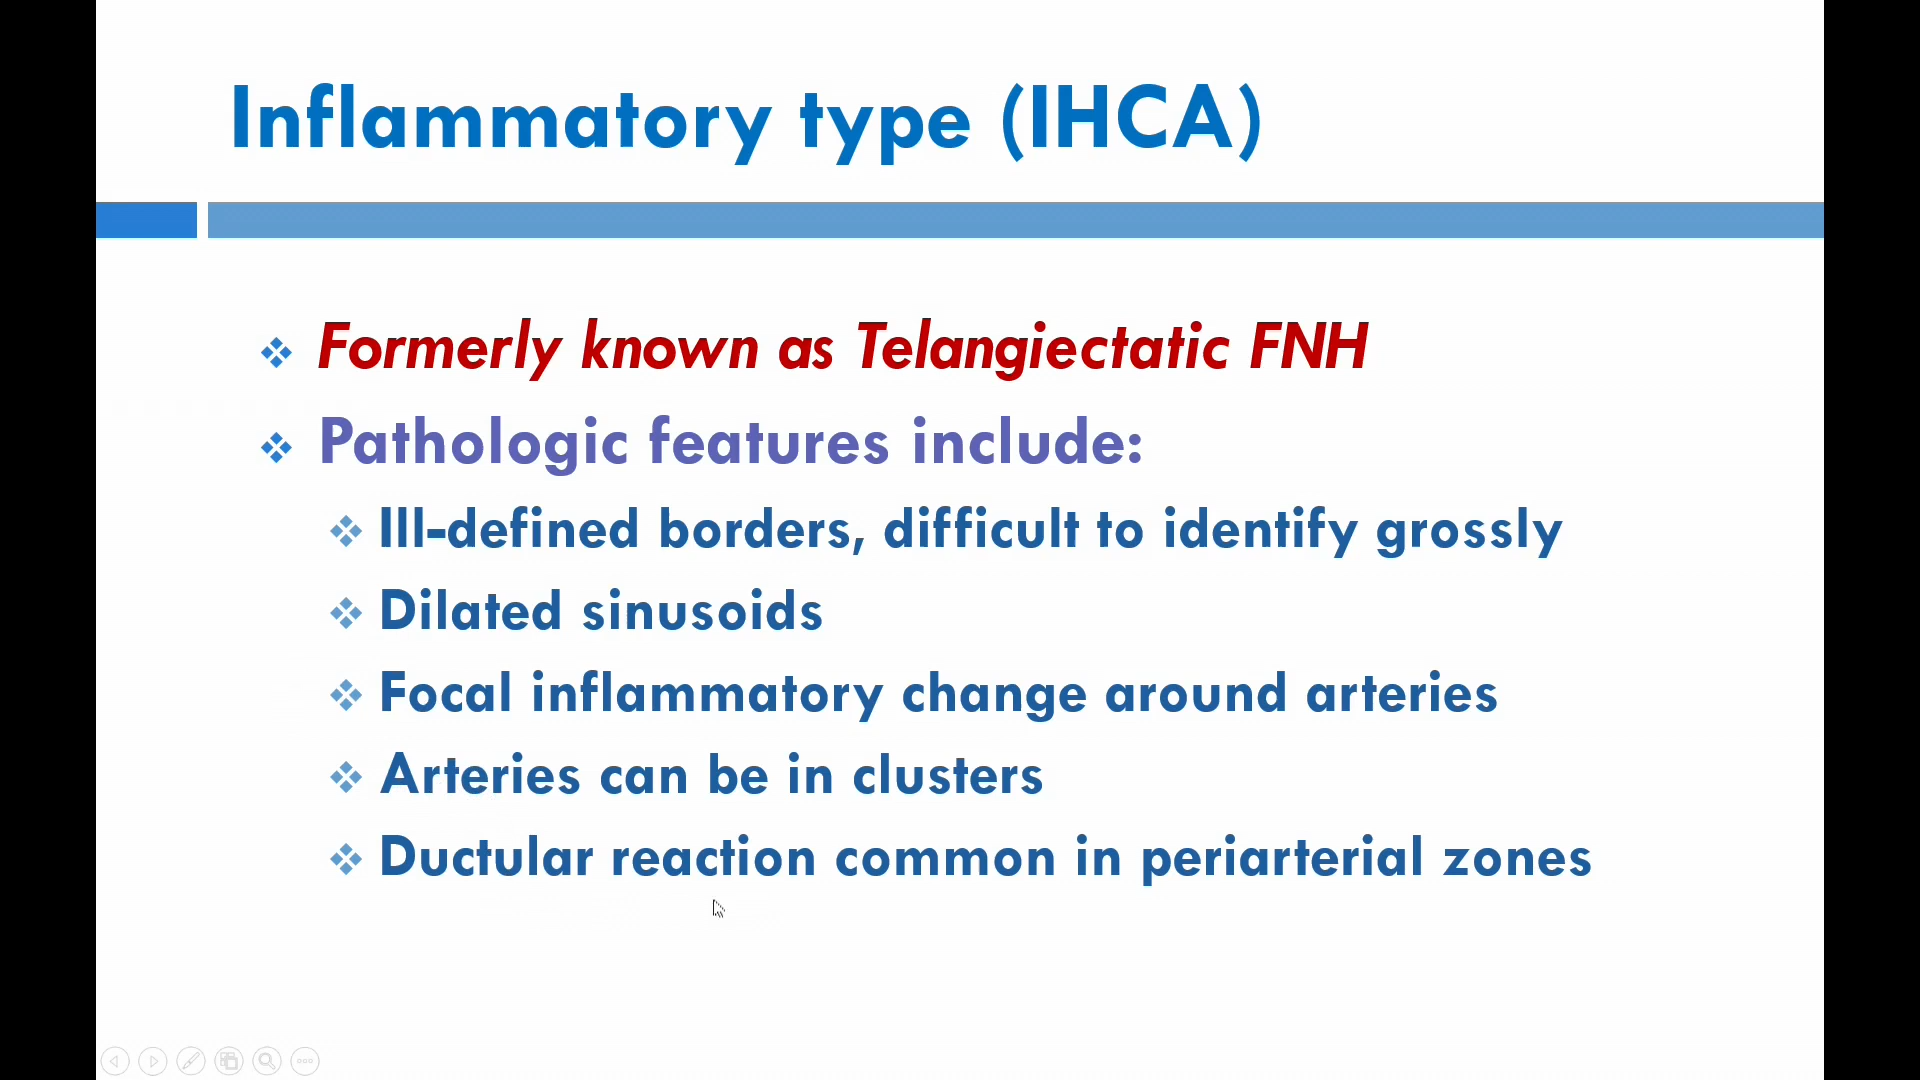 Inflammatory type (IHCA)
Formerly known as Telangiectatic FNH
Pathologic features include:
Ill-defined borders, difficult to identify grossly
Dilated sinusoids
Focal inflammatory change around arteries
Arteries can be in clusters
Ductular reaction common in periarterial zones